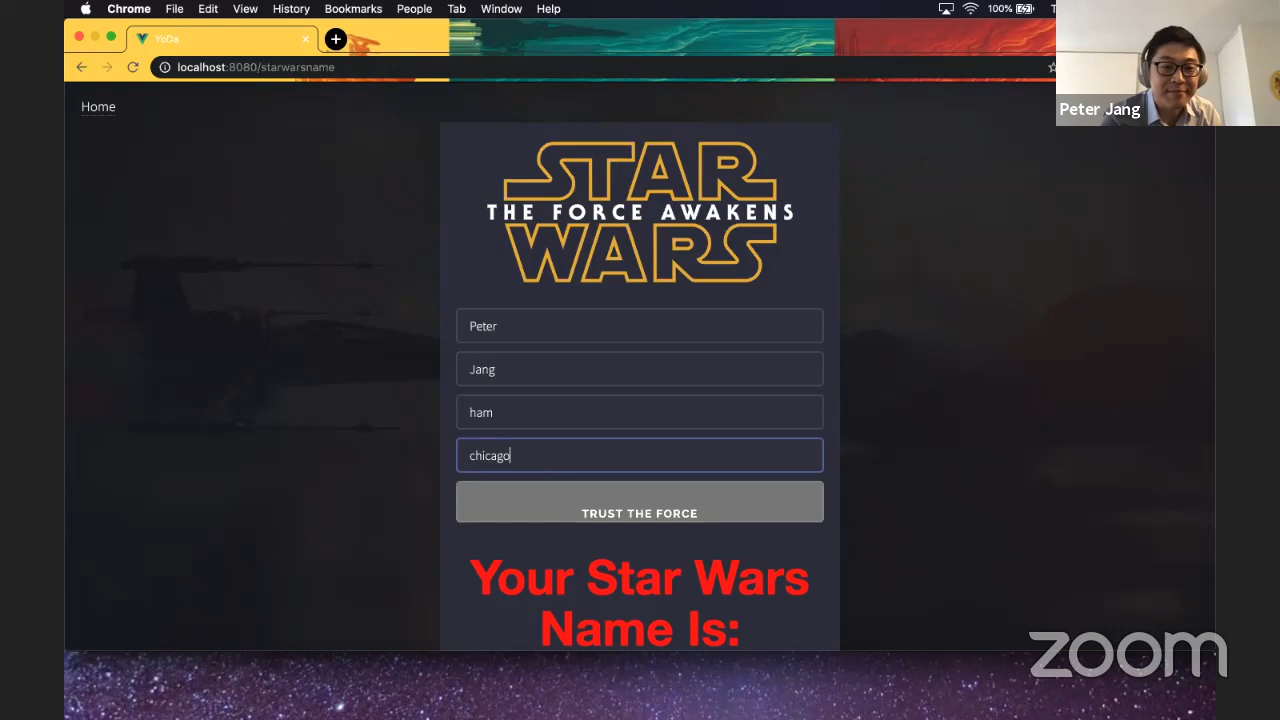 Chrome File Edit View History Bookmarks People Tab Window Help 100%
YoDa
localhost:8080/starwarsname
Peter Jang
Home
STAR
THE FORCE AWAKENS
WARS
Peter
Jang
ham
chicago
TRUST THE FORCE
Your Star Wars
Name Is:
zoom